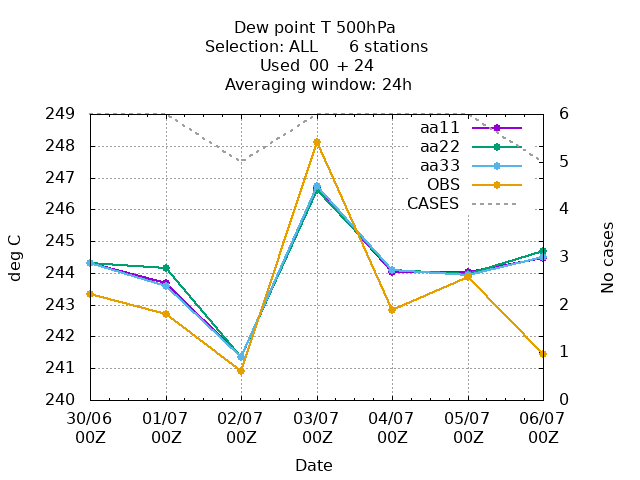 Dew point T 500hPa
Selection: ALL 6 stations
Used 00 + 24
Averaging window: 24h
249
248
247
246
245
244
243
242
241
240
deg C
6
5
4
3
2
1
0
No cases
aa11
aa22
aa33
OBS
CASES
30/06 01/07 02/07 03/07 04/07 05/07 06/07
00Z 00Z 00Z 00Z 00Z 00Z 00Z
Date